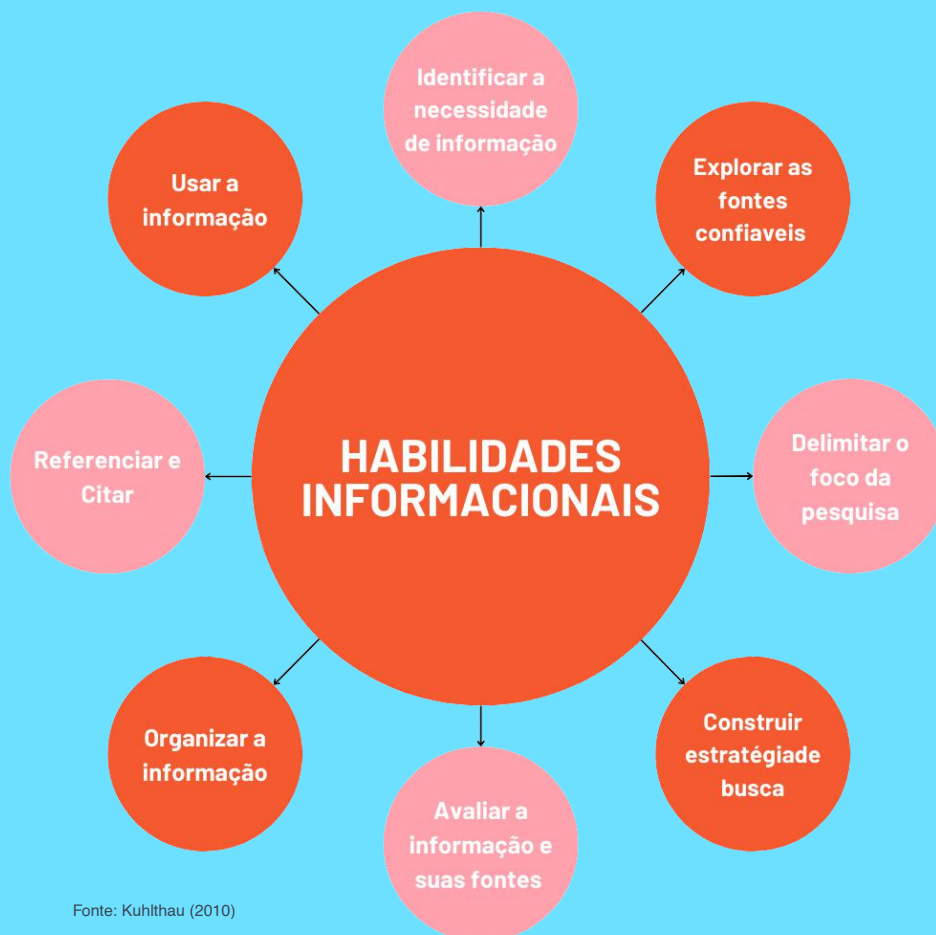 Identificar a
necessidade
de informação
Explorar as
fontes
confiaveis
Usar a
informação
HABILIDADES
INFORMACIONAIS
Delimitar o
foco da
pesquisa
Referenciar e
Citar
Construir
estratégiade
busca
Organizar a
informação
Avaliar a
informação e
suas fontes
Fonte: Kuhlthau (2010)